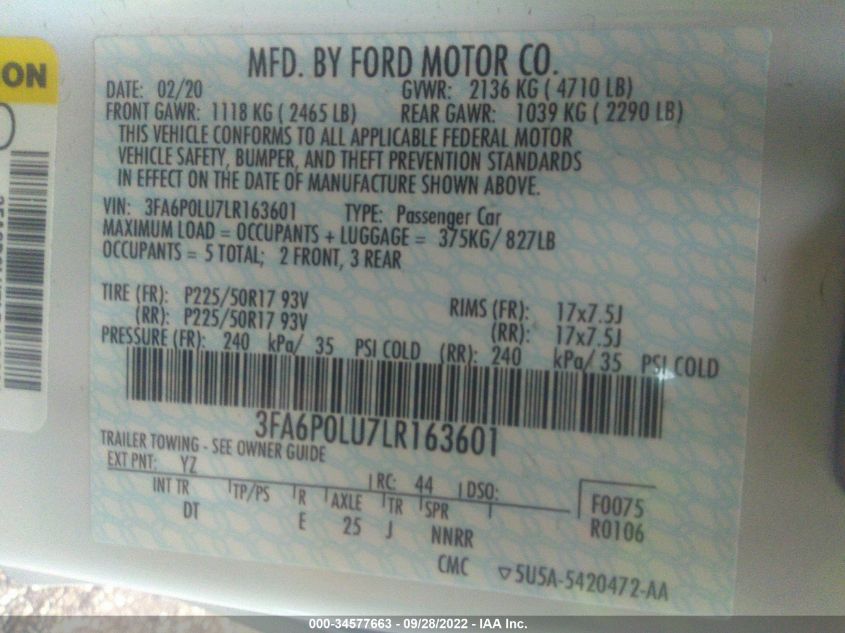 ON
MFD. BY FORD MOTOR CO.
DATE: 02/20 GVWR: 2136 KG ( 4710 LB)
FRONT GAWR: 1118 KG ( 2465 LB) REAR GAWR: 1039 KG ( 2290 LB)
THIS VEHICLE CONFORMS TO ALL APPLICABLE FEDERAL MOTOR
VEHICLE SAFETY, BUMPER, AND THEFT PREVENTION STANDARDS
IN EFFECT ON THE DATE OF MANUFACTURE SHOWN ABOVE.
VIN: 3FA6P0LU7LR163601 TYPE: Passenger Car
MAXIMUM LOAD = OCCUPANTS + LUGGAGE = 375KG/ 827LB
OCCUPANTS = 5 TOTAL; 2 FRONT, 3 REAR
TIRE (FR): P225/50R17 93V RIMS (FR): 17x7.5J
(RR): P225/50R17 93V (RR): 17x7.5J
PRESSURE (FR): 240 kPa/ 35 PSI COLD (RR): 240 kPa/ 35 PSI COLD
3FA6P0LU7LR163601
TRAILER TOWING - SEE OWNER GUIDE
EXT PNT: YZ RC: 44 DSO:
INT TR TP/PS R AXLE TR SPR F0075
DT E 25 J NNRR R0106
CMC ▽5U5A-5420472-AA
000-34577663 / 09/28/2022 - IAA Inc.